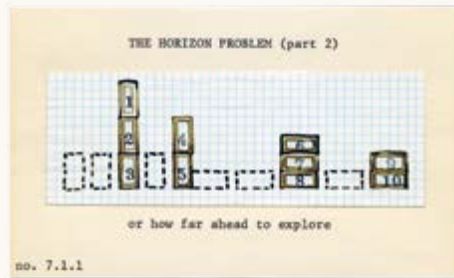 THE HORIZON PROBLEM (part 2)
1
2 4 6
3 5 7 9
8 10
or how far ahead to explore
no. 7.1.1